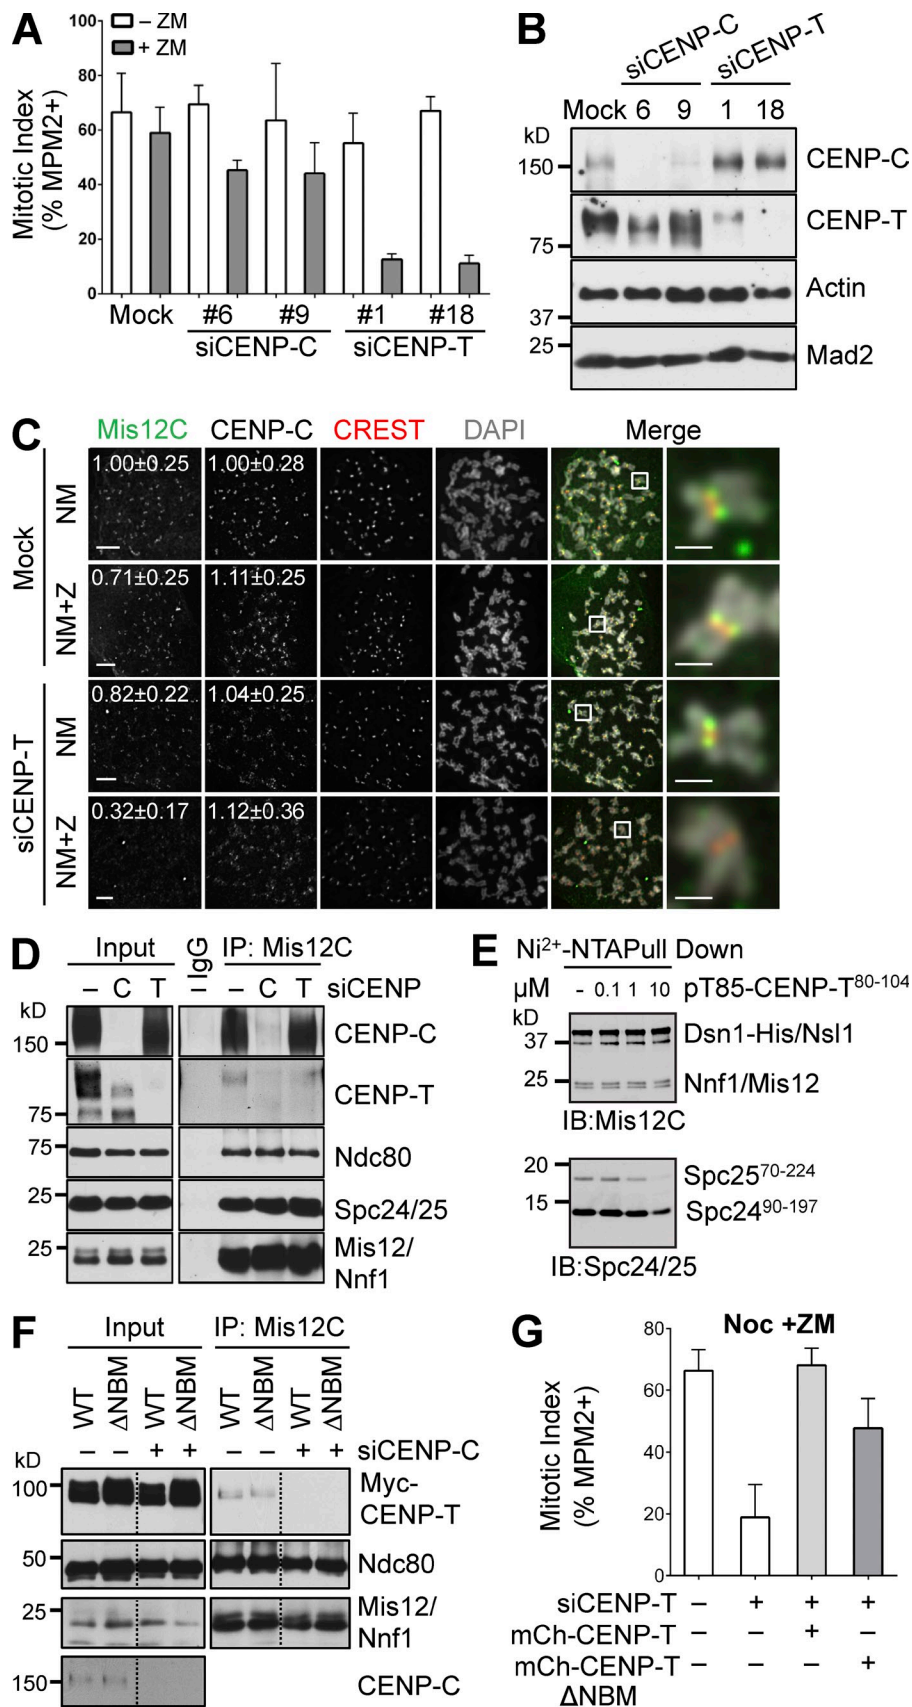 A
100
80
60
40
20
0
Mitotic Index
(% MPM2+)
– ZM
+ ZM
Mock
#6
#9
#1
#18
siCENP-C
siCENP-T
B
siCENP-C
siCENP-T
Mock 6 9 1 18
kD
150
CENP-C
75
CENP-T
Actin
37
25
Mad2
C
Mis12C CENP-C CREST DAPI Merge
Mock
NM
1.00±0.25 1.00±0.28
NM+Z
0.71±0.25 1.11±0.25
siCENP-T
NM
0.82±0.22 1.04±0.25
NM+Z
0.32±0.17 1.12±0.36
D
Input IgG IP: Mis12C
– C T – – C T siCENP
kD
150
CENP-C
CENP-T
75
75
Ndc80
25
Spc24/25
25
Mis12/
Nnf1
E
Ni²⁺-NTAPull Down
µM - 0.1 1 10 pT85-CENP-T⁸⁰⁻¹⁰⁴
kD
37
Dsn1-His/Nsl1
25
Nnf1/Mis12
IB:Mis12C
20
Spc25⁷⁰⁻²²⁴
15
Spc24⁹⁰⁻¹⁹⁷
IB:Spc24/25
F
Input IP: Mis12C
WT ΔNBM WT ΔNBM WT ΔNBM WT ΔNBM
– – + + – – + + siCENP-C
kD
100
Myc-
CENP-T
50
Ndc80
25
Mis12/
Nnf1
150
CENP-C
G
Noc +ZM
80
60
40
20
0
Mitotic Index
(% MPM2+)
siCENP-T – + + +
mCh-CENP-T – – + –
mCh-CENP-T – – – +
ΔNBM